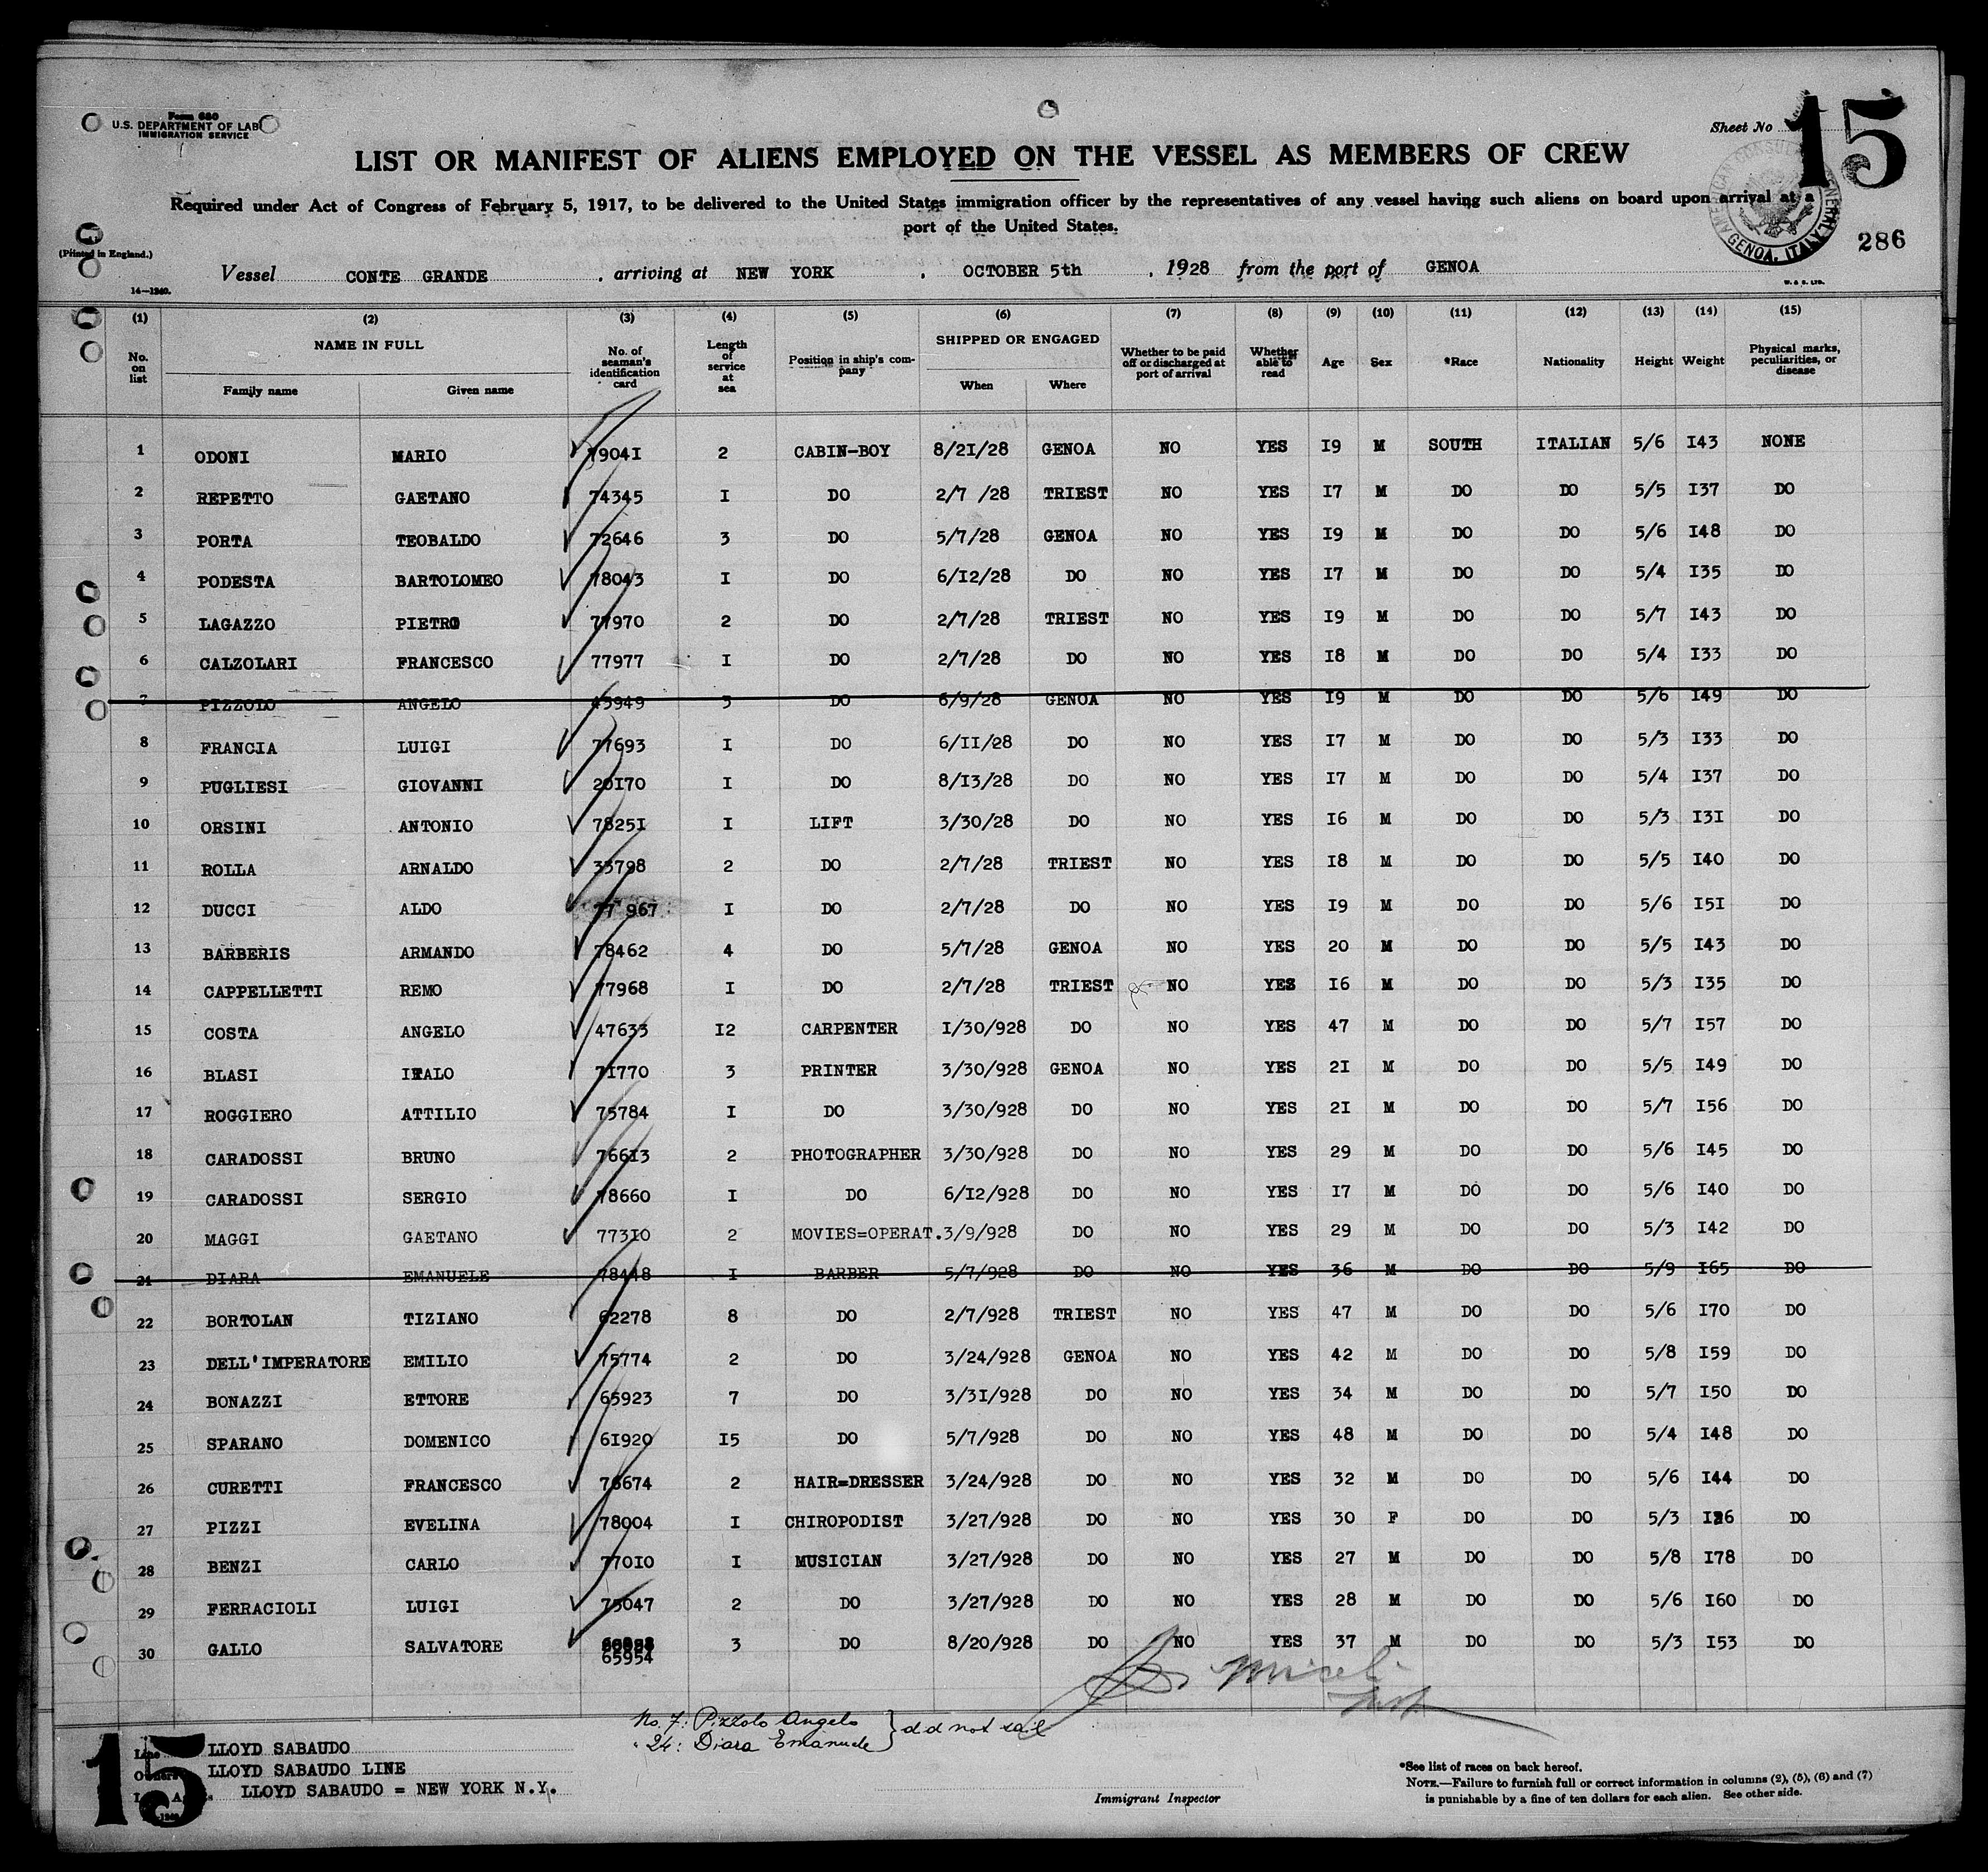 Form 680
U.S. DEPARTMENT OF LAB
IMMIGRATION SERVICE
Sheet No 15
LIST OR MANIFEST OF ALIENS EMPLOYED ON THE VESSEL AS MEMBERS OF CREW
Required under Act of Congress of February 5, 1917, to be delivered to the United States immigration officer by the representatives of any vessel having such aliens on board upon arrival at a
port of the United States.
AMERICAN CONSULATE GENERAL GENOA, ITALY
286
(Printed in England.)
Vessel CONTE GRANDE , arriving at NEW YORK , OCTOBER 5th , 1928 from the port of GENOA
14—1240.
W. & S. LTD.
(1) (2) (3) (4) (5) (6) (7) (8) (9) (10) (11) (12) (13) (14) (15)
No. on list NAME IN FULL Family name Given name No. of seaman's identification card Length of service at sea Position in ship's company SHIPPED OR ENGAGED When Where Whether to be paid off or discharged at port of arrival Whether able to read Age Sex *Race Nationality Height Weight Physical marks, peculiarities, or disease
1 ODONI MARIO 79041 2 CABIN-BOY 8/21/28 GENOA NO YES 19 M SOUTH ITALIAN 5/6 143 NONE
2 REPETTO GAETANO 74345 I DO 2/7 /28 TRIEST NO YES 17 M DO DO 5/5 137 DO
3 PORTA TEOBALDO 72646 3 DO 5/7/28 GENOA NO YES 19 M DO DO 5/6 148 DO
4 PODESTA BARTOLOMEO 78043 I DO 6/12/28 DO NO YES 17 M DO DO 5/4 135 DO
5 LAGAZZO PIETRO 77970 2 DO 2/7/28 TRIEST NO YES 19 M DO DO 5/7 143 DO
6 CALZOLARI FRANCESCO 77977 I DO 2/7/28 DO NO YES 18 M DO DO 5/4 133 DO
7 PIZZOLO ANGELO 45949 3 DO 6/9/28 GENOA NO YES 19 M DO DO 5/6 149 DO
8 FRANCIA LUIGI 77693 I DO 6/11/28 DO NO YES 17 M DO DO 5/3 133 DO
9 PUGLIESI GIOVANNI 20170 I DO 8/13/28 DO NO YES 17 M DO DO 5/4 137 DO
10 ORSINI ANTONIO 78251 I LIFT 3/30/28 DO NO YES 16 M DO DO 5/3 131 DO
11 ROLLA ARNALDO 33798 2 DO 2/7/28 TRIEST NO YES 18 M DO DO 5/5 140 DO
12 DUCCI ALDO 77 967 I DO 2/7/28 DO NO YES 19 M DO DO 5/6 151 DO
13 BARBERIS ARMANDO 78462 4 DO 5/7/28 GENOA NO YES 20 M DO DO 5/5 143 DO
14 CAPPELLETTI REMO 77968 I DO 2/7/28 TRIEST NO YES 16 M DO DO 5/3 135 DO
15 COSTA ANGELO 47633 12 CARPENTER 1/30/928 DO NO YES 47 M DO DO 5/7 157 DO
16 BLASI ITALO 71770 3 PRINTER 3/30/928 GENOA NO YES 21 M DO DO 5/5 149 DO
17 ROGGIERO ATTILIO 75784 I DO 3/30/928 DO NO YES 21 M DO DO 5/7 156 DO
18 CARADOSSI BRUNO 76613 2 PHOTOGRAPHER 3/30/928 DO NO YES 29 M DO DO 5/6 145 DO
19 CARADOSSI SERGIO 78660 I DO 6/12/928 DO NO YES 17 M DO DO 5/6 140 DO
20 MAGGI GAETANO 77310 2 MOVIES=OPERAT. 3/9/928 DO NO YES 29 M DO DO 5/3 142 DO
21 DIARA EMANUELE 78448 I BARBER 5/7/928 DO NO YES 36 M DO DO 5/9 165 DO
22 BORTOLAN TIZIANO 62278 8 DO 2/7/928 TRIEST NO YES 47 M DO DO 5/6 170 DO
23 DELL'IMPERATORE EMILIO 75774 2 DO 3/24/928 GENOA NO YES 42 M DO DO 5/8 159 DO
24 BONAZZI ETTORE 65923 7 DO 3/31/928 DO NO YES 34 M DO DO 5/7 150 DO
25 SPARANO DOMENICO 61920 15 DO 5/7/928 DO NO YES 48 M DO DO 5/4 148 DO
26 CURETTI FRANCESCO 76674 2 HAIR=DRESSER 3/24/928 DO NO YES 32 M DO DO 5/6 144 DO
27 PIZZI EVELINA 78004 I CHIROPODIST 3/27/928 DO NO YES 30 F DO DO 5/3 126 DO
28 BENZI CARLO 77010 I MUSICIAN 3/27/928 DO NO YES 27 M DO DO 5/8 178 DO
29 FERRACIOLI LUIGI 75047 2 DO 3/27/928 DO NO YES 28 M DO DO 5/6 160 DO
30 GALLO SALVATORE 65954 3 DO 8/20/928 DO NO YES 37 M DO DO 5/3 153 DO
No. 7: Pizzolo Angelo } did not sail
" 24: Diara Emanuele
15
Line LLOYD SABAUDO
Owners LLOYD SABAUDO LINE
LLOYD SABAUDO = NEW YORK N.Y.
Immigrant Inspector
*See list of races on back hereof.
NOTE.—Failure to furnish full or correct information in columns (2), (5), (6) and (7)
is punishable by a fine of ten dollars for each alien. See other side.